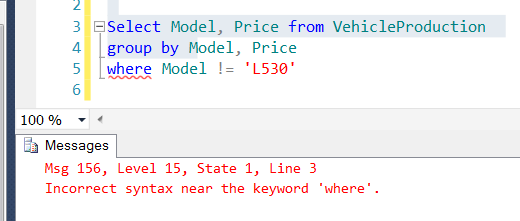 2
3 Select Model, Price from VehicleProduction
4 group by Model, Price
5 where Model != 'L530'
6
100 %
Messages
Msg 156, Level 15, State 1, Line 3
Incorrect syntax near the keyword 'where'.